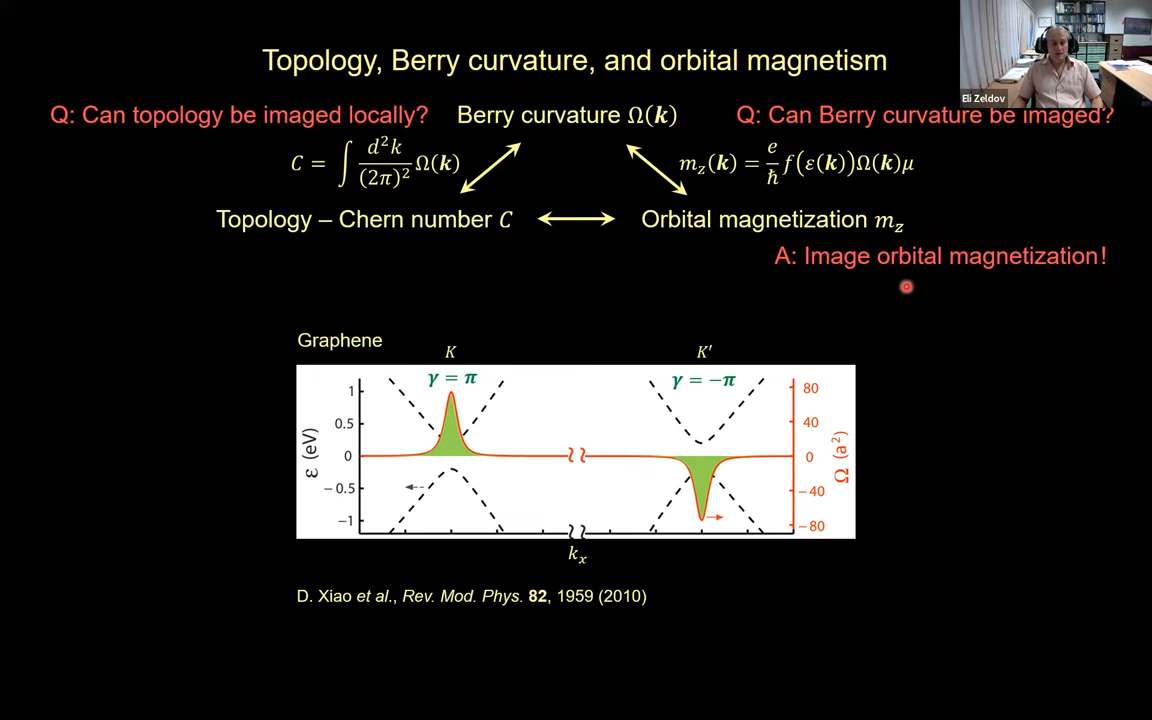 Topology, Berry curvature, and orbital magnetism
Eli Zeldov
Q: Can topology be imaged locally?
Berry curvature Ω(k)
Q: Can Berry curvature be imaged?
C = ∫ d²k/(2π)² Ω(k)
m_z(k) = e/ħ f(ε(k))Ω(k)μ
Topology – Chern number C
Orbital magnetization m_z
A: Image orbital magnetization!
Graphene
K
K′
γ = π
γ = −π
1
0.5
0
−0.5
−1
ε (eV)
80
40
0
−40
−80
Ω (a²)
k_x
D. Xiao et al., Rev. Mod. Phys. 82, 1959 (2010)